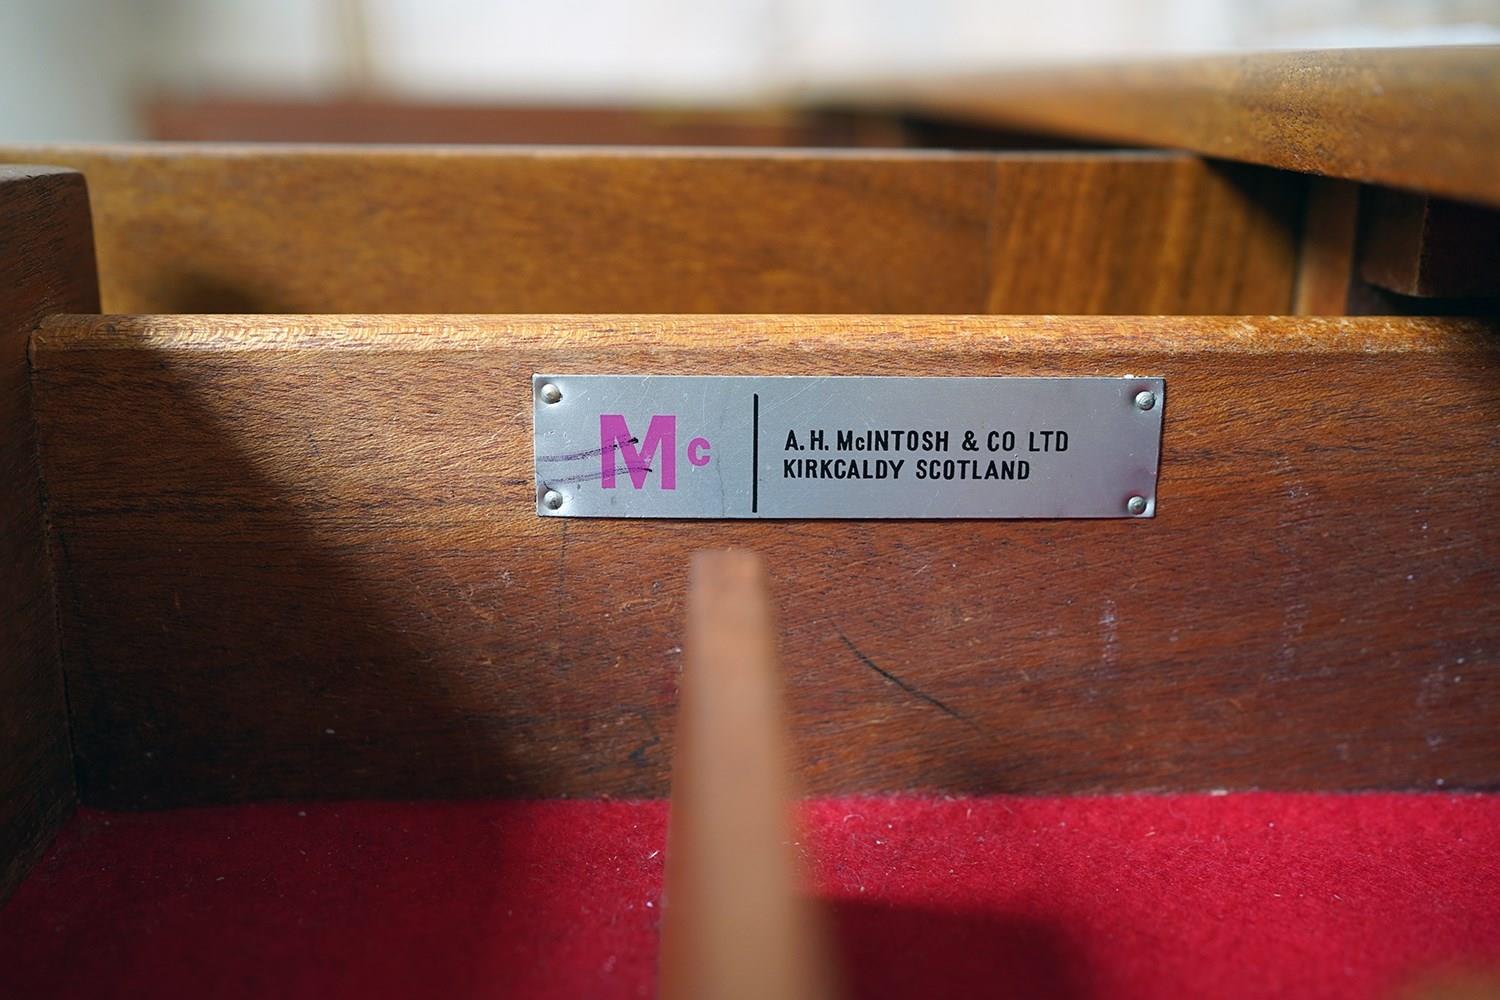 Mc
A. H. McINTOSH & CO LTD
KIRKCALDY SCOTLAND